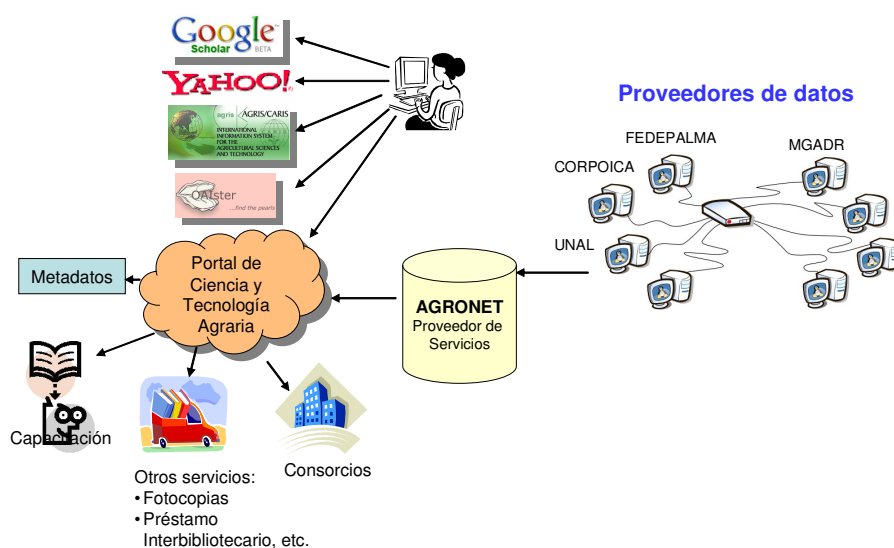 Google
Scholar BETA
YAHOO!
agris AGRIS/CARIS
INTERNATIONAL
INFORMATION SYSTEM
FOR THE
AGRICULTURAL SCIENCES
AND TECHNOLOGY
OAIster
...find the pearls
Proveedores de datos
FEDEPALMA
MGADR
CORPOICA
UNAL
Metadatos
Portal de
Ciencia y
Tecnología
Agraria
AGRONET
Proveedor de
Servicios
Capacitación
Consorcios
Otros servicios:
• Fotocopias
• Préstamo
Interbibliotecario, etc.